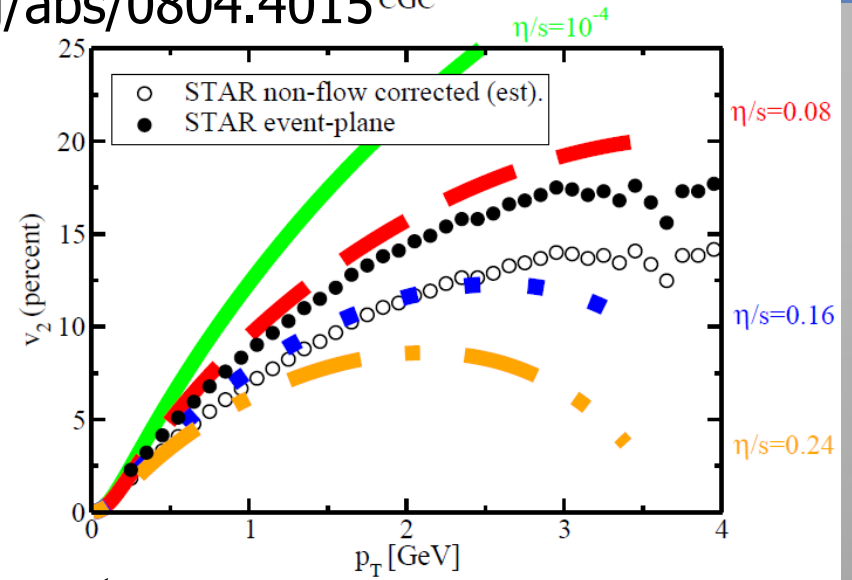 /abs/0804.4015
CGC
η/s=10⁻⁴
25
STAR non-flow corrected (est).
STAR event-plane
η/s=0.08
20
15
v₂ (percent)
10
η/s=0.16
5
η/s=0.24
0
0 1 2 3 4
p_T [GeV]